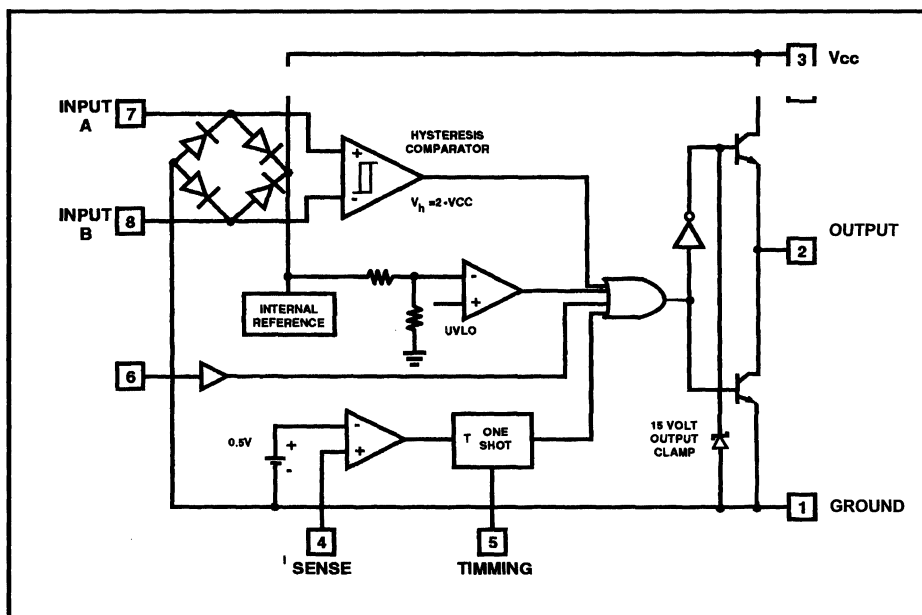 3 Vcc
INPUT
A
7
HYSTERESIS
COMPARATOR
+
-
Vh =2·VCC
INPUT
B
8
OUTPUT
2
INTERNAL
REFERENCE
-
+
UVLO
6
0.5V
+
-
-
+
T ONE
SHOT
15 VOLT
OUTPUT
CLAMP
1 GROUND
4
I SENSE
5
TIMMING